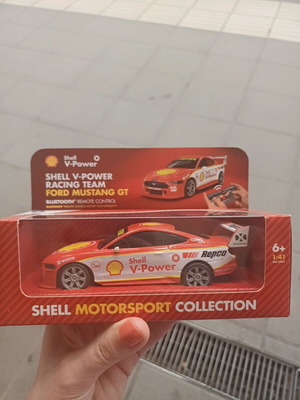 Shell
V-Power
SHELL V-POWER
RACING TEAM
FORD MUSTANG GT
BLUETOOTH® REMOTE CONTROL
Shell
V-Power
Repco
6+
1:41
SHELL MOTORSPORT COLLECTION